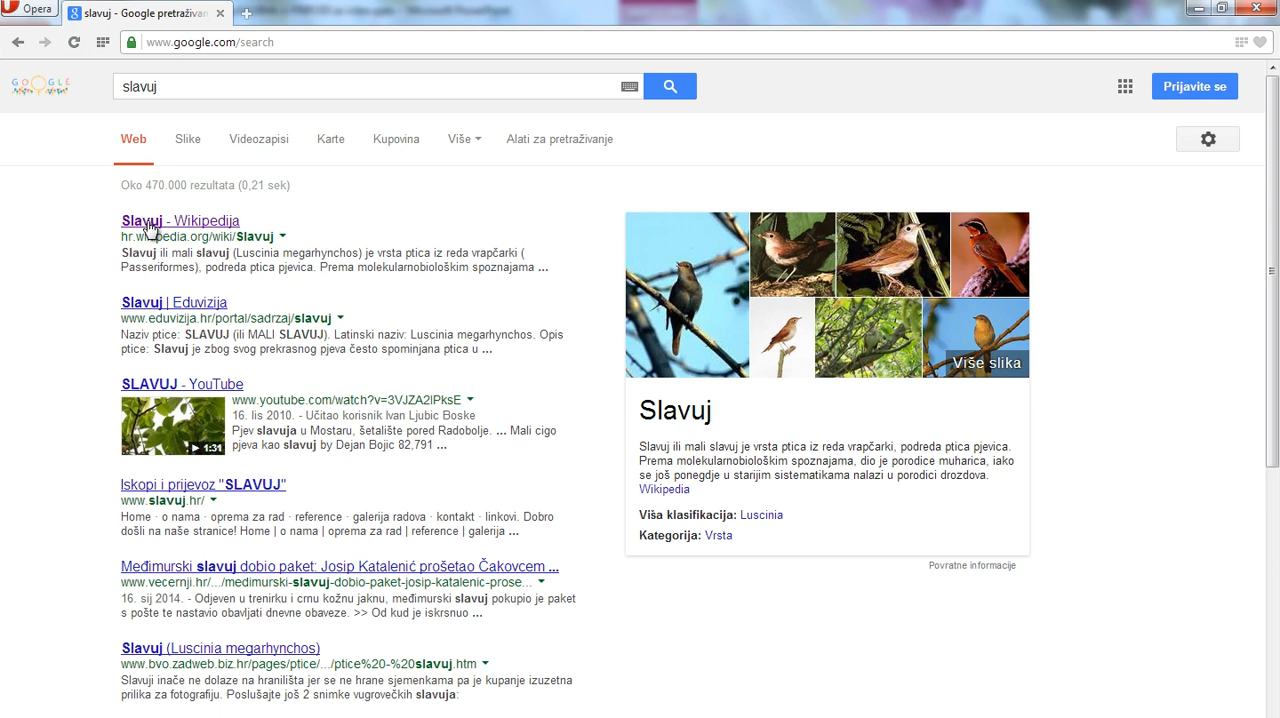 Opera
slavuj - Google pretraživan
www.google.com/search
GOOGLE
slavuj
Prijavite se
Web Slike Videozapisi Karte Kupovina Više Alati za pretraživanje
Oko 470.000 rezultata (0,21 sek)
Slavuj - Wikipedija
hr.wikipedia.org/wiki/Slavuj
Slavuj ili mali slavuj (Luscinia megarhynchos) je vrsta ptica iz reda vrapčarki (
Passeriformes), podreda ptica pjevica. Prema molekularnobiološkim spoznajama ...
Slavuj | Eduvizija
www.eduvizija.hr/portal/sadrzaj/slavuj
Naziv ptice: SLAVUJ (ili MALI SLAVUJ). Latinski naziv: Luscinia megarhynchos. Opis
ptice: Slavuj je zbog svog prekrasnog pjeva često spominjana ptica u ...
SLAVUJ - YouTube
www.youtube.com/watch?v=3VJZA2lPksE
16. lis 2010. - Učitao korisnik Ivan Ljubic Boske
Pjev slavuja u Mostaru, šetalište pored Radobolje. ... Mali cigo
pjeva kao slavuj by Dejan Bojic 82,791 ...
1:31
Iskopi i prijevoz "SLAVUJ"
www.slavuj.hr/
Home · o nama · oprema za rad · reference · galerija radova · kontakt · linkovi. Dobro
došli na naše stranice! Home | o nama | oprema za rad | reference | galerija ...
Međimurski slavuj dobio paket: Josip Katalenić prošetao Čakovcem ...
www.vecernji.hr/.../medimurski-slavuj-dobio-paket-josip-katalenic-prose...
16. sij 2014. - Odjeven u trenirku i crnu kožnu jaknu, međimurski slavuj pokupio je paket
s pošte te nastavio obavljati dnevne obaveze. >> Od kud je iskrsnuo ...
Slavuj (Luscinia megarhynchos)
www.bvo.zadweb.biz.hr/pages/ptice/.../ptice%20-%20slavuj.htm
Slavuji inače ne dolaze na hranilišta jer se ne hrane sjemenkama pa je kupanje izuzetna
prilika za fotografiju. Poslušajte još 2 snimke vugrovečkih slavuja:
Više slika
Slavuj
Slavuj ili mali slavuj je vrsta ptica iz reda vrapčarki, podreda ptica pjevica.
Prema molekularnobiološkim spoznajama, dio je porodice muharica, iako
se još ponegdje u starijim sistematikama nalazi u porodici drozdova.
Wikipedia
Viša klasifikacija: Luscinia
Kategorija: Vrsta
Povratne informacije